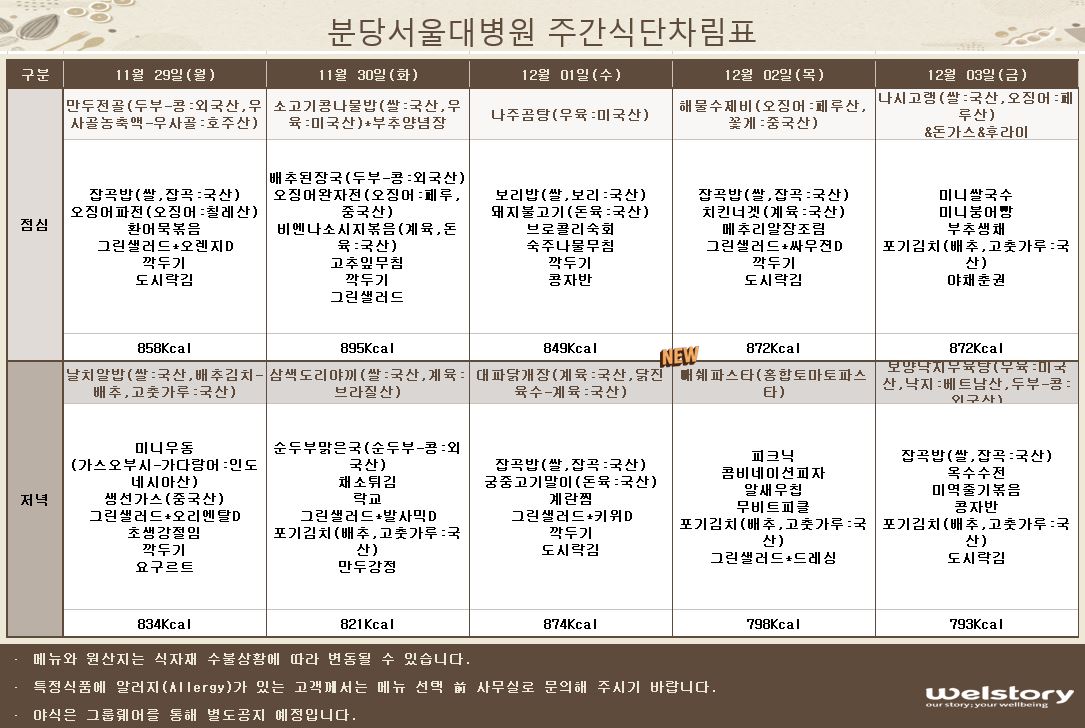 분당서울대병원 주간식단차림표
구분
11월 29일(월)
11월 30일(화)
12월 01일(수)
12월 02일(목)
12월 03일(금)
점심
만두전골(두부-콩:외국산,우
사골농축액-우사골:호주산)
잡곡밥(쌀,잡곡:국산)
오징어파전(오징어:칠레산)
환어묵볶음
그린샐러드*오렌지D
깍두기
도시락김
858Kcal
소고기콩나물밥(쌀:국산,우
육:미국산)*부추양념장
배추된장국(두부-콩:외국산)
오징어완자전(오징어:페루,
중국산)
비엔나소시지볶음(계육,돈
육:국산)
고추잎무침
깍두기
그린샐러드
895Kcal
나주곰탕(우육:미국산)
보리밥(쌀,보리:국산)
돼지불고기(돈육:국산)
브로콜리숙회
숙주나물무침
깍두기
콩자반
849Kcal
해물수제비(오징어:페루산,
꽃게:중국산)
잡곡밥(쌀,잡곡:국산)
치킨너겟(계육:국산)
메추리알장조림
그린샐러드*싸우전D
깍두기
도시락김
872Kcal
나시고랭(쌀:국산,오징어:페
루산)
&돈가스&후라이
미니쌀국수
미니붕어빵
부추생채
포기김치(배추,고춧가루:국
산)
야채춘권
872Kcal
저녁
날치알밥(쌀:국산,배추김치-
배추,고춧가루:국산)
미니우동
(가스오부시-가다랑어:인도
네시아산)
생선가스(중국산)
그린샐러드*오리엔탈D
초생강절임
깍두기
요구르트
834Kcal
삼색도리야끼(쌀:국산,계육:
브라질산)
순두부맑은국(순두부-콩:외
국산)
채소튀김
락교
그린샐러드*발사믹D
포기김치(배추,고춧가루:국
산)
만두강정
821Kcal
대파닭개장(계육:국산,닭진
육수-계육:국산)
잡곡밥(쌀,잡곡:국산)
궁중고기말이(돈육:국산)
계란찜
그린샐러드*키위D
깍두기
도시락김
874Kcal
NEW
빼쉐파스타(홍합토마토파스
타)
피크닉
콤비네이션피자
알새우칩
무비트피클
포기김치(배추,고춧가루:국
산)
그린샐러드*드레싱
798Kcal
보양낙지우육탕(우육:미국
산,낙지:베트남산,두부-콩:
외국산)
잡곡밥(쌀,잡곡:국산)
옥수수전
미역줄기볶음
콩자반
포기김치(배추,고춧가루:국
산)
도시락김
793Kcal
· 메뉴와 원산지는 식자재 수불상황에 따라 변동될 수 있습니다.
· 특정식품에 알러지(Allergy)가 있는 고객께서는 메뉴 선택 前 사무실로 문의해 주시기 바랍니다.
· 야식은 그룹웨어를 통해 별도공지 예정입니다.
welstory
our story; your wellbeing